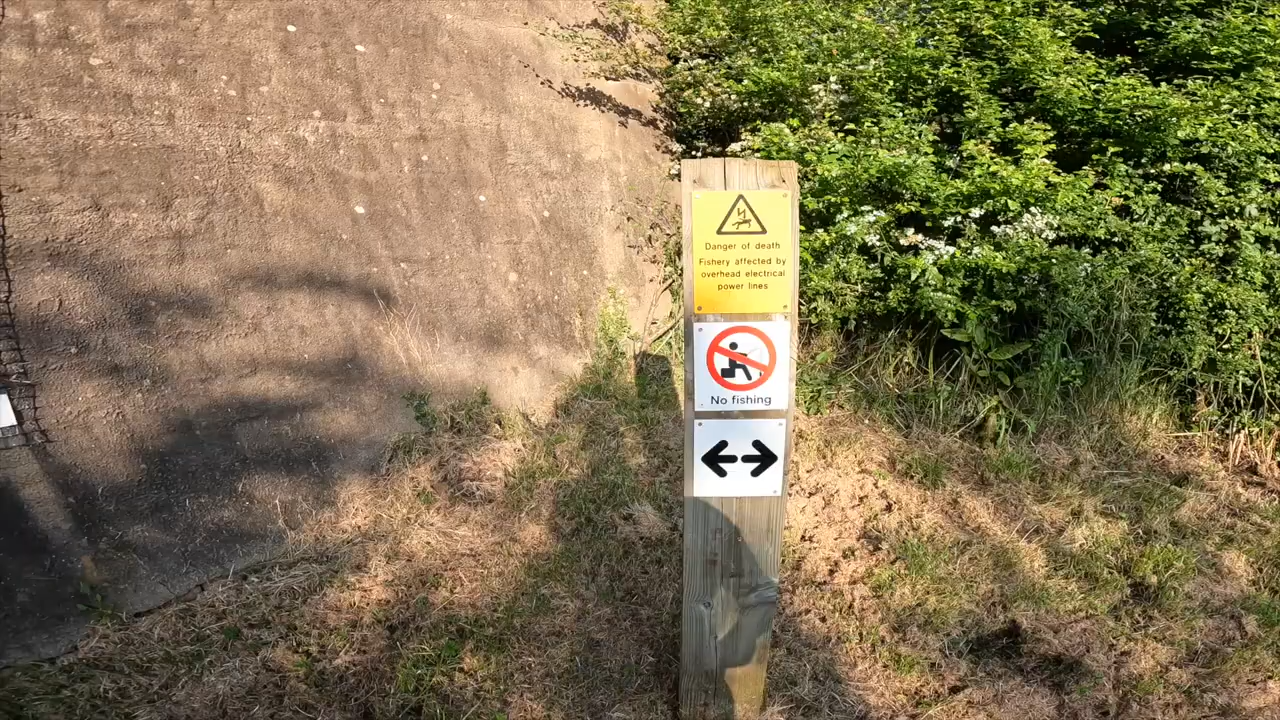 Danger of death
Fishery affected by
overhead electrical
power lines
No fishing